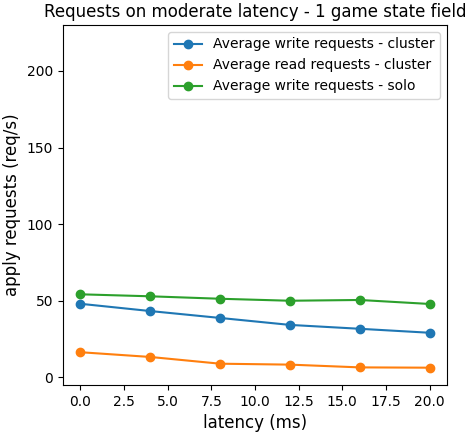 Requests on moderate latency - 1 game state field
Average write requests - cluster
Average read requests - cluster
Average write requests - solo
apply requests (req/s)
200
150
100
50
0
0.0 2.5 5.0 7.5 10.0 12.5 15.0 17.5 20.0
latency (ms)